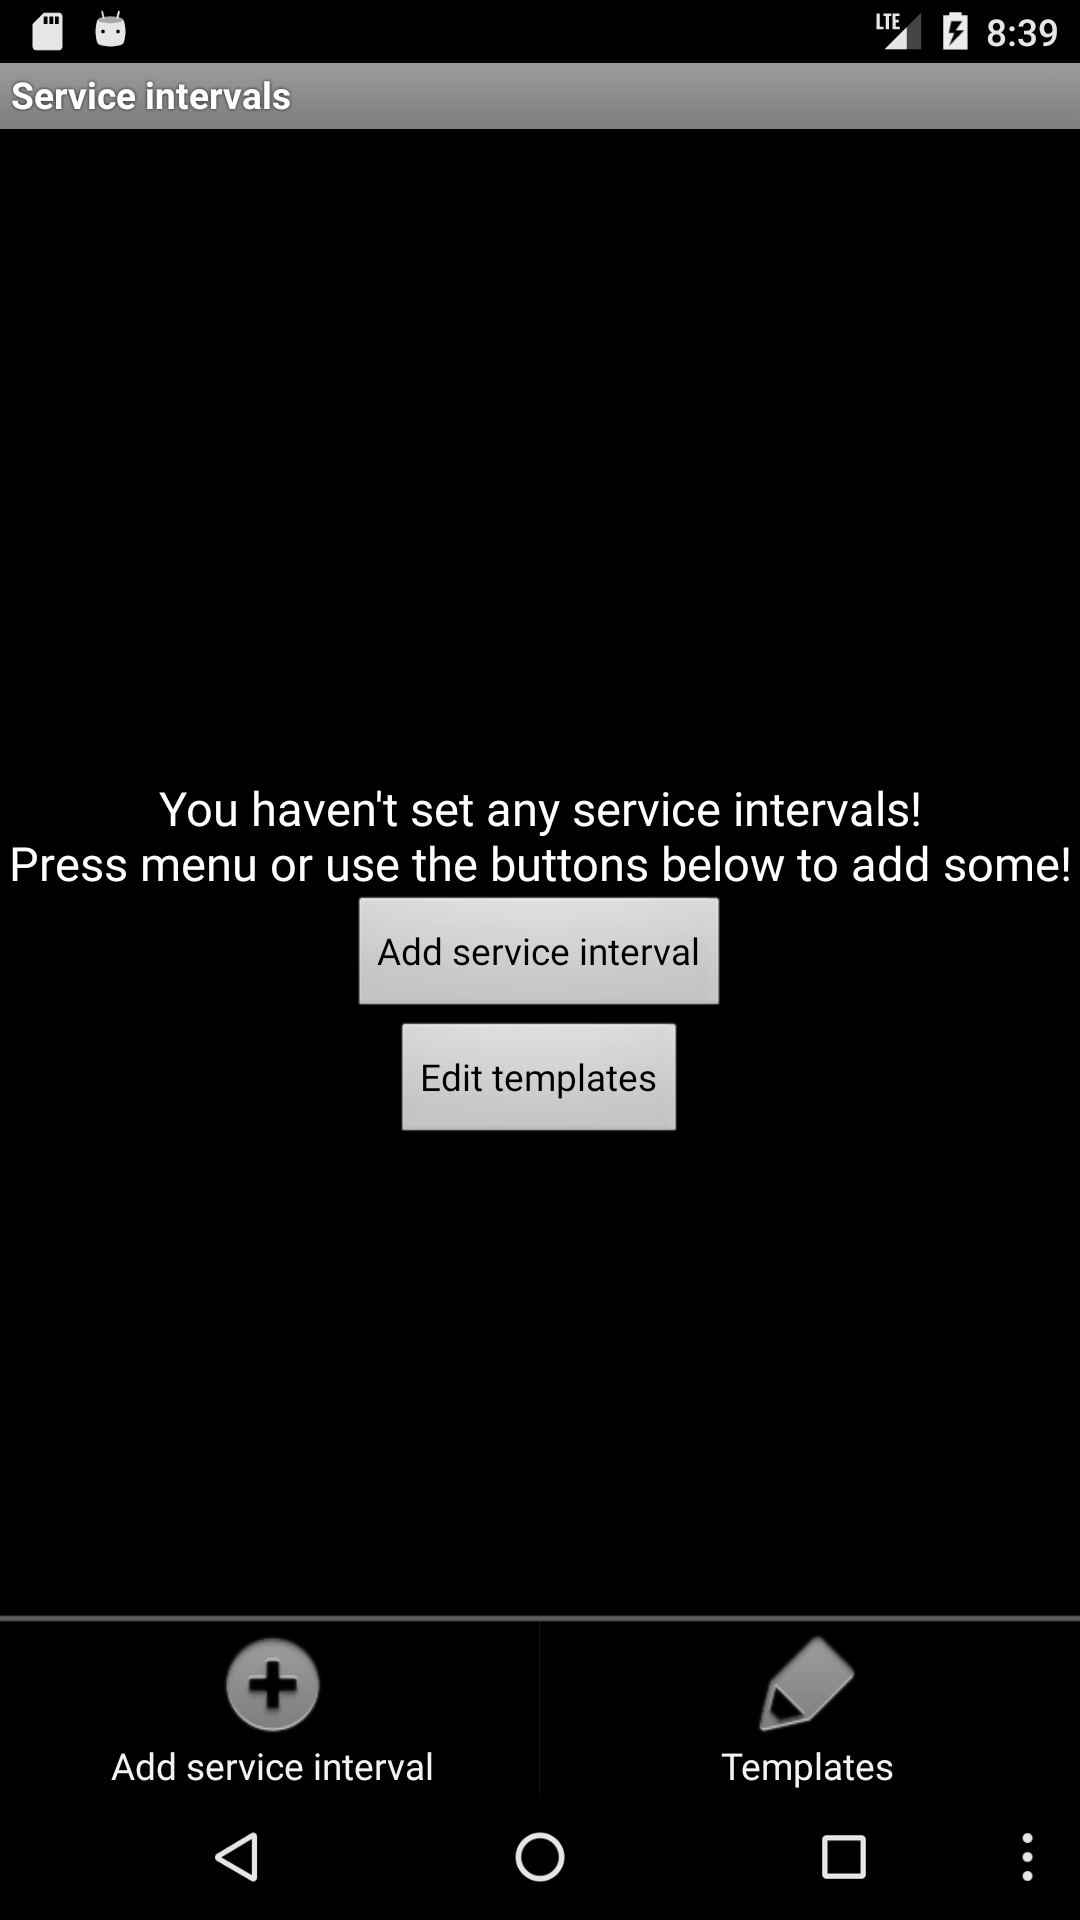 LTE 8:39
Service intervals
You haven't set any service intervals!
Press menu or use the buttons below to add some!
Add service interval
Edit templates
Add service interval
Templates